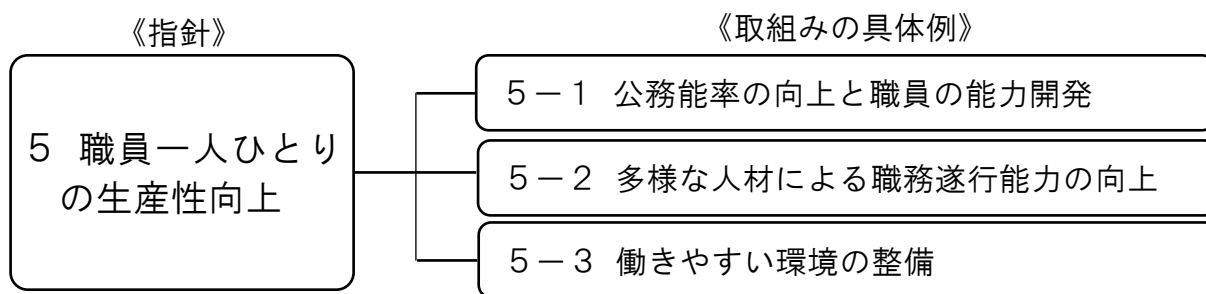 《指針》
《取組みの具体例》
５ 職員一人ひとり
の生産性向上
５－１ 公務能率の向上と職員の能力開発
５－２ 多様な人材による職務遂行能力の向上
５－３ 働きやすい環境の整備